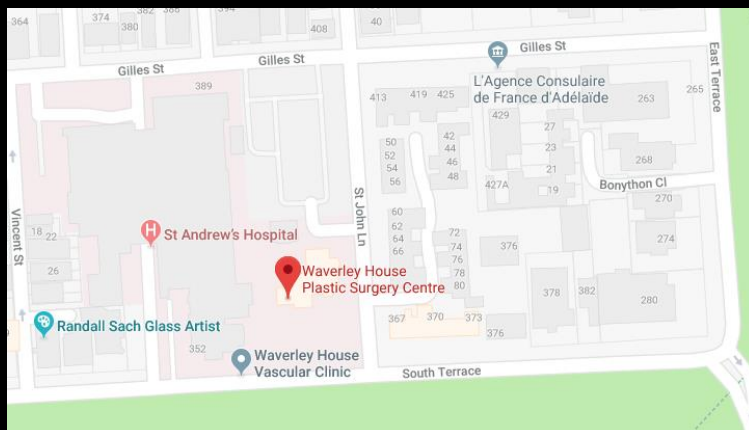 364
374
382
380
394
408
40
Gilles St
Gilles St
Gilles St
East Terrace
L'Agence Consulaire
de France d'Adélaïde
389
413
419
425
429
263
265
50
52
54
56
42
44
46
48
27
23
21
19
427A
268
Bonython Cl
270
274
280
St John Ln
60
62
64
66
72
74
76
78
80
376
378
382
Vincent St
18
22
26
St Andrew's Hospital
Waverley House
Plastic Surgery Centre
Randall Sach Glass Artist
352
Waverley House
Vascular Clinic
367
370
373
376
South Terrace